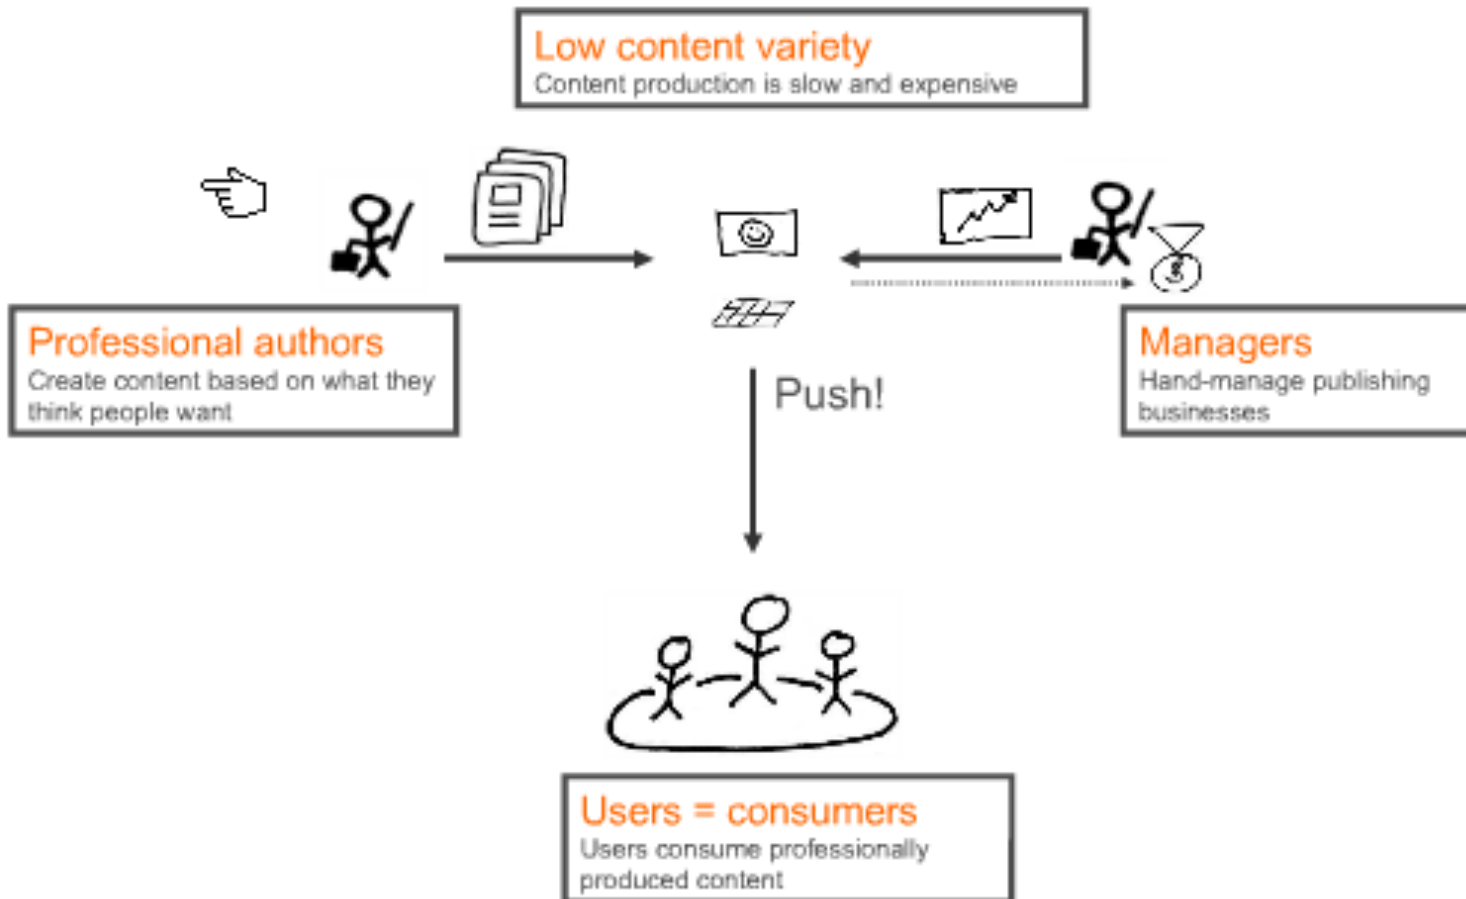 Low content variety
Content production is slow and expensive
Professional authors
Create content based on what they
think people want
Managers
Hand-manage publishing
businesses
Push!
Users = consumers
Users consume professionally
produced content